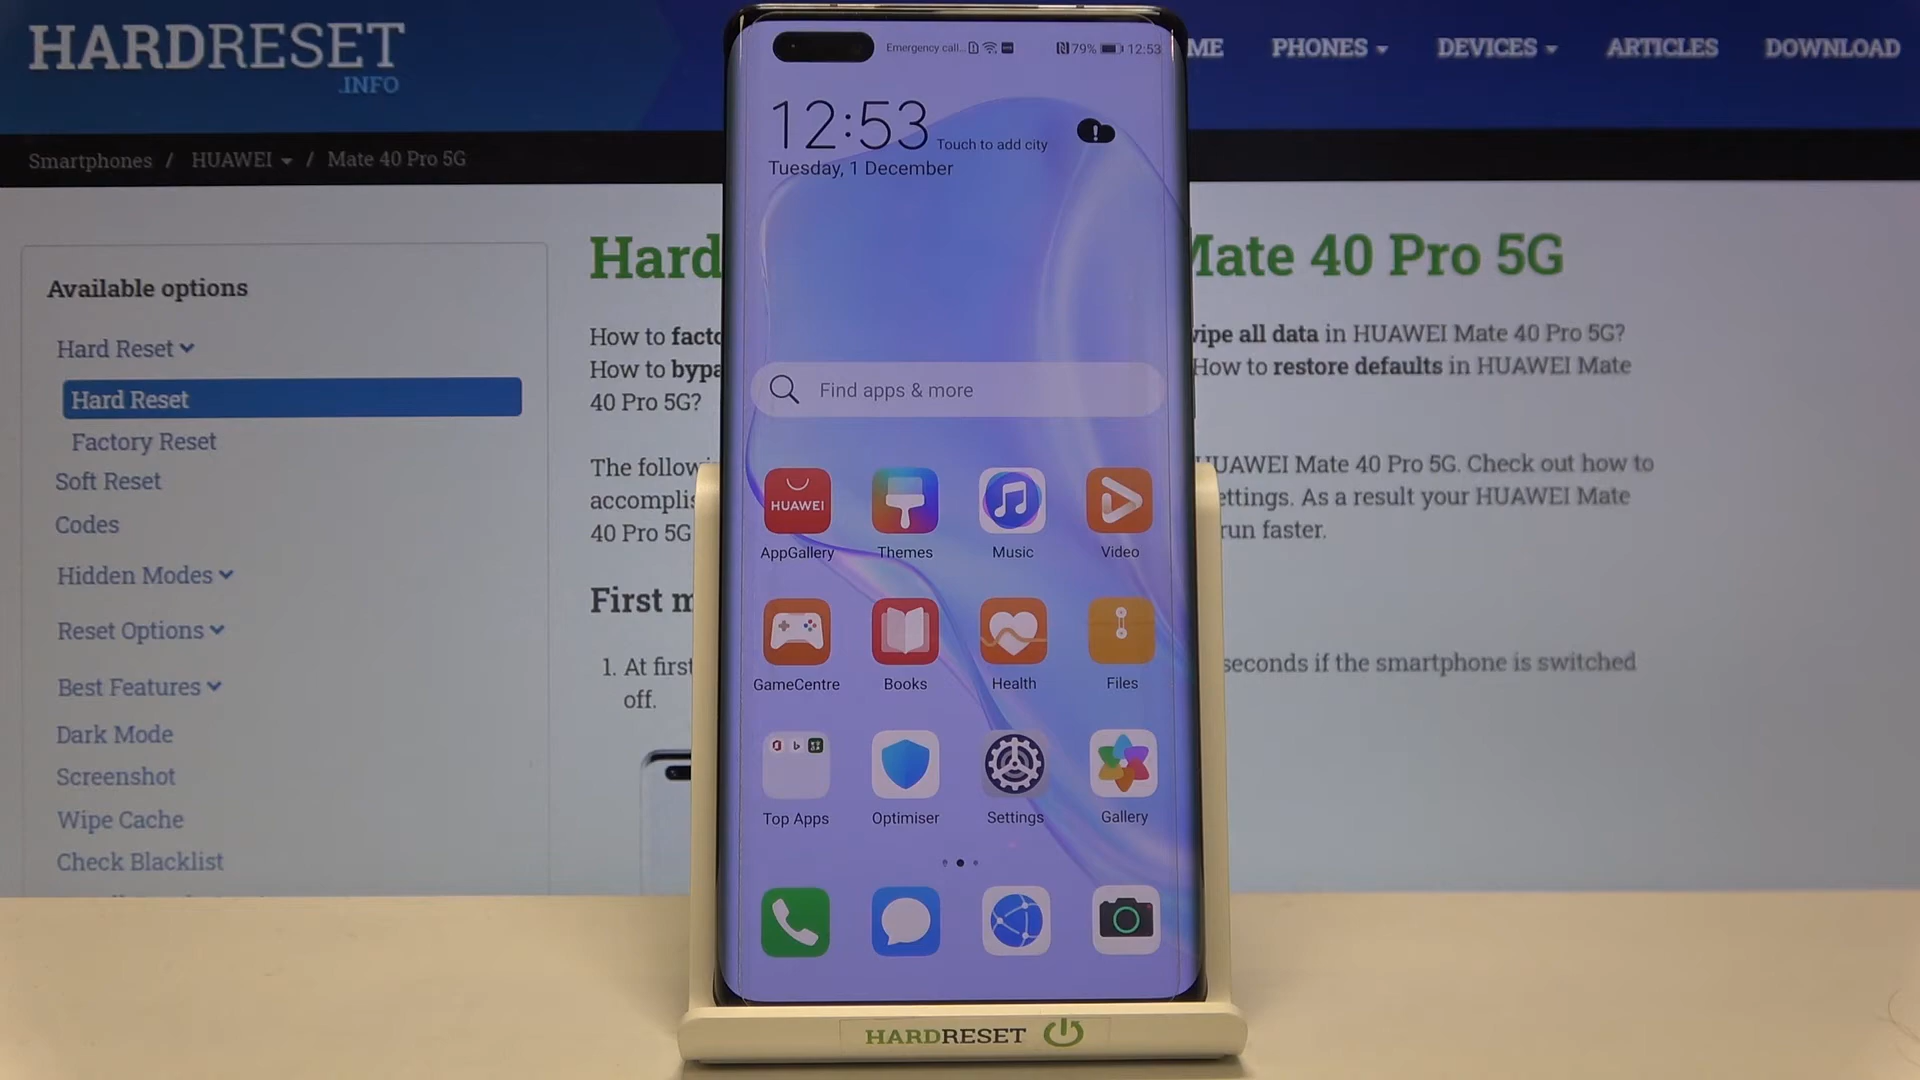 HARDRESET
.INFO
ME PHONES DEVICES ARTICLES DOWNLOAD
Smartphones / HUAWEI / Mate 40 Pro 5G
Available options
Hard Reset
Hard Reset
Factory Reset
Soft Reset
Codes
Hidden Modes
Reset Options
Best Features
Dark Mode
Screenshot
Wipe Cache
Check Blacklist
Hard Mate 40 Pro 5G
How to facto wipe all data in HUAWEI Mate 40 Pro 5G?
How to bypa How to restore defaults in HUAWEI Mate
40 Pro 5G?
The follow HUAWEI Mate 40 Pro 5G. Check out how to
accomplis ettings. As a result your HUAWEI Mate
40 Pro 5G run faster.
First m
1. At first seconds if the smartphone is switched
off.
Emergency call... 79% 12:53
12:53 Touch to add city
Tuesday, 1 December
Find apps & more
HUAWEI
AppGallery Themes Music Video
GameCentre Books Health Files
Top Apps Optimiser Settings Gallery
HARDRESET